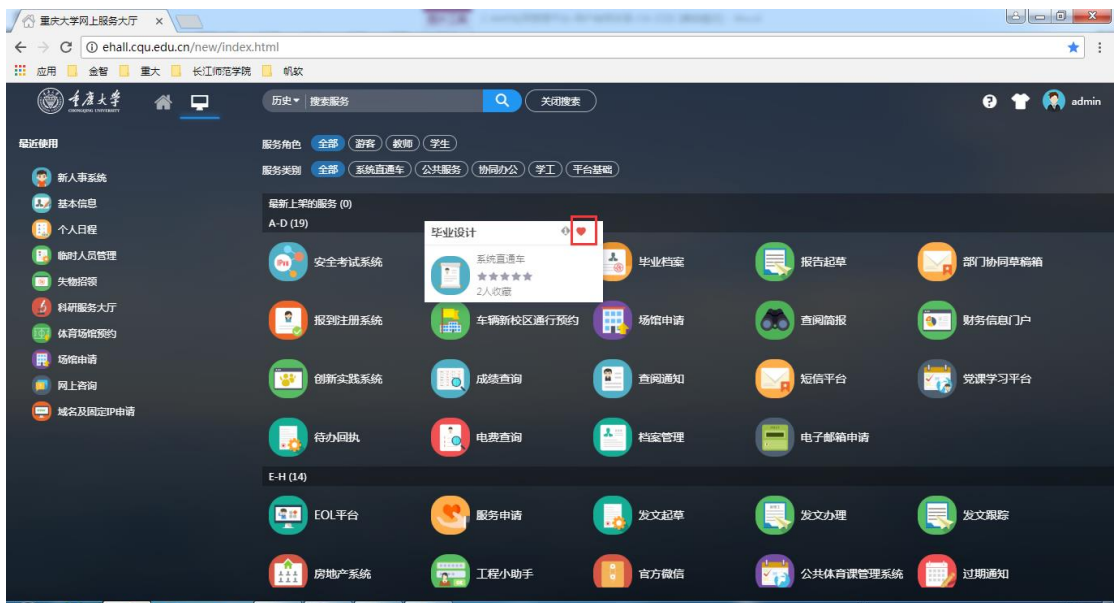 重庆大学网上服务大厅
ehall.cqu.edu.cn/new/index.html
应用 金智 重大 长江师范学院 帆软
重庆大学
CHONGQING UNIVERSITY
历史 搜索服务 关闭搜索 admin
最近使用
新人事系统
基本信息
个人日程
临时人员管理
失物招领
科研服务大厅
体育场馆预约
场馆申请
网上咨询
域名及固定IP申请
服务角色 全部 游客 教师 学生
服务类别 全部 系统直通车 公共服务 协同办公 学工 平台基础
最新上架的服务 (0)
A-D (19)
毕业设计
系统直通车
2人收藏
安全考试系统 毕业档案 报告起草 部门协同草稿箱
报到注册系统 车辆新校区通行预约 场馆申请 查阅简报 财务信息门户
创新实践系统 成绩查询 查阅通知 短信平台 党课学习平台
待办回执 电费查询 档案管理 电子邮箱申请
E-H (14)
EOL平台 服务申请 发文起草 发文办理 发文跟踪
房地产系统 工程小助手 官方微信 公共体育课管理系统 过期通知